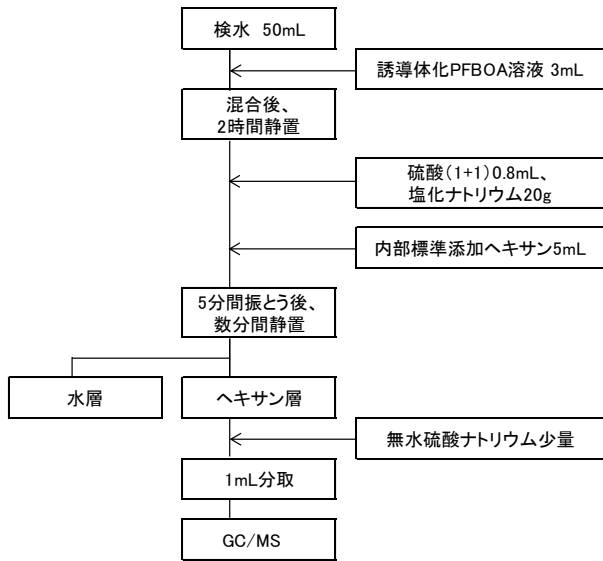 検水 50mL
誘導体化PFBOA溶液 3mL
混合後、
2時間静置
硫酸(1+1)0.8mL、
塩化ナトリウム20g
内部標準添加ヘキサン5mL
5分間振とう後、
数分間静置
水層
ヘキサン層
無水硫酸ナトリウム少量
1mL分取
GC/MS